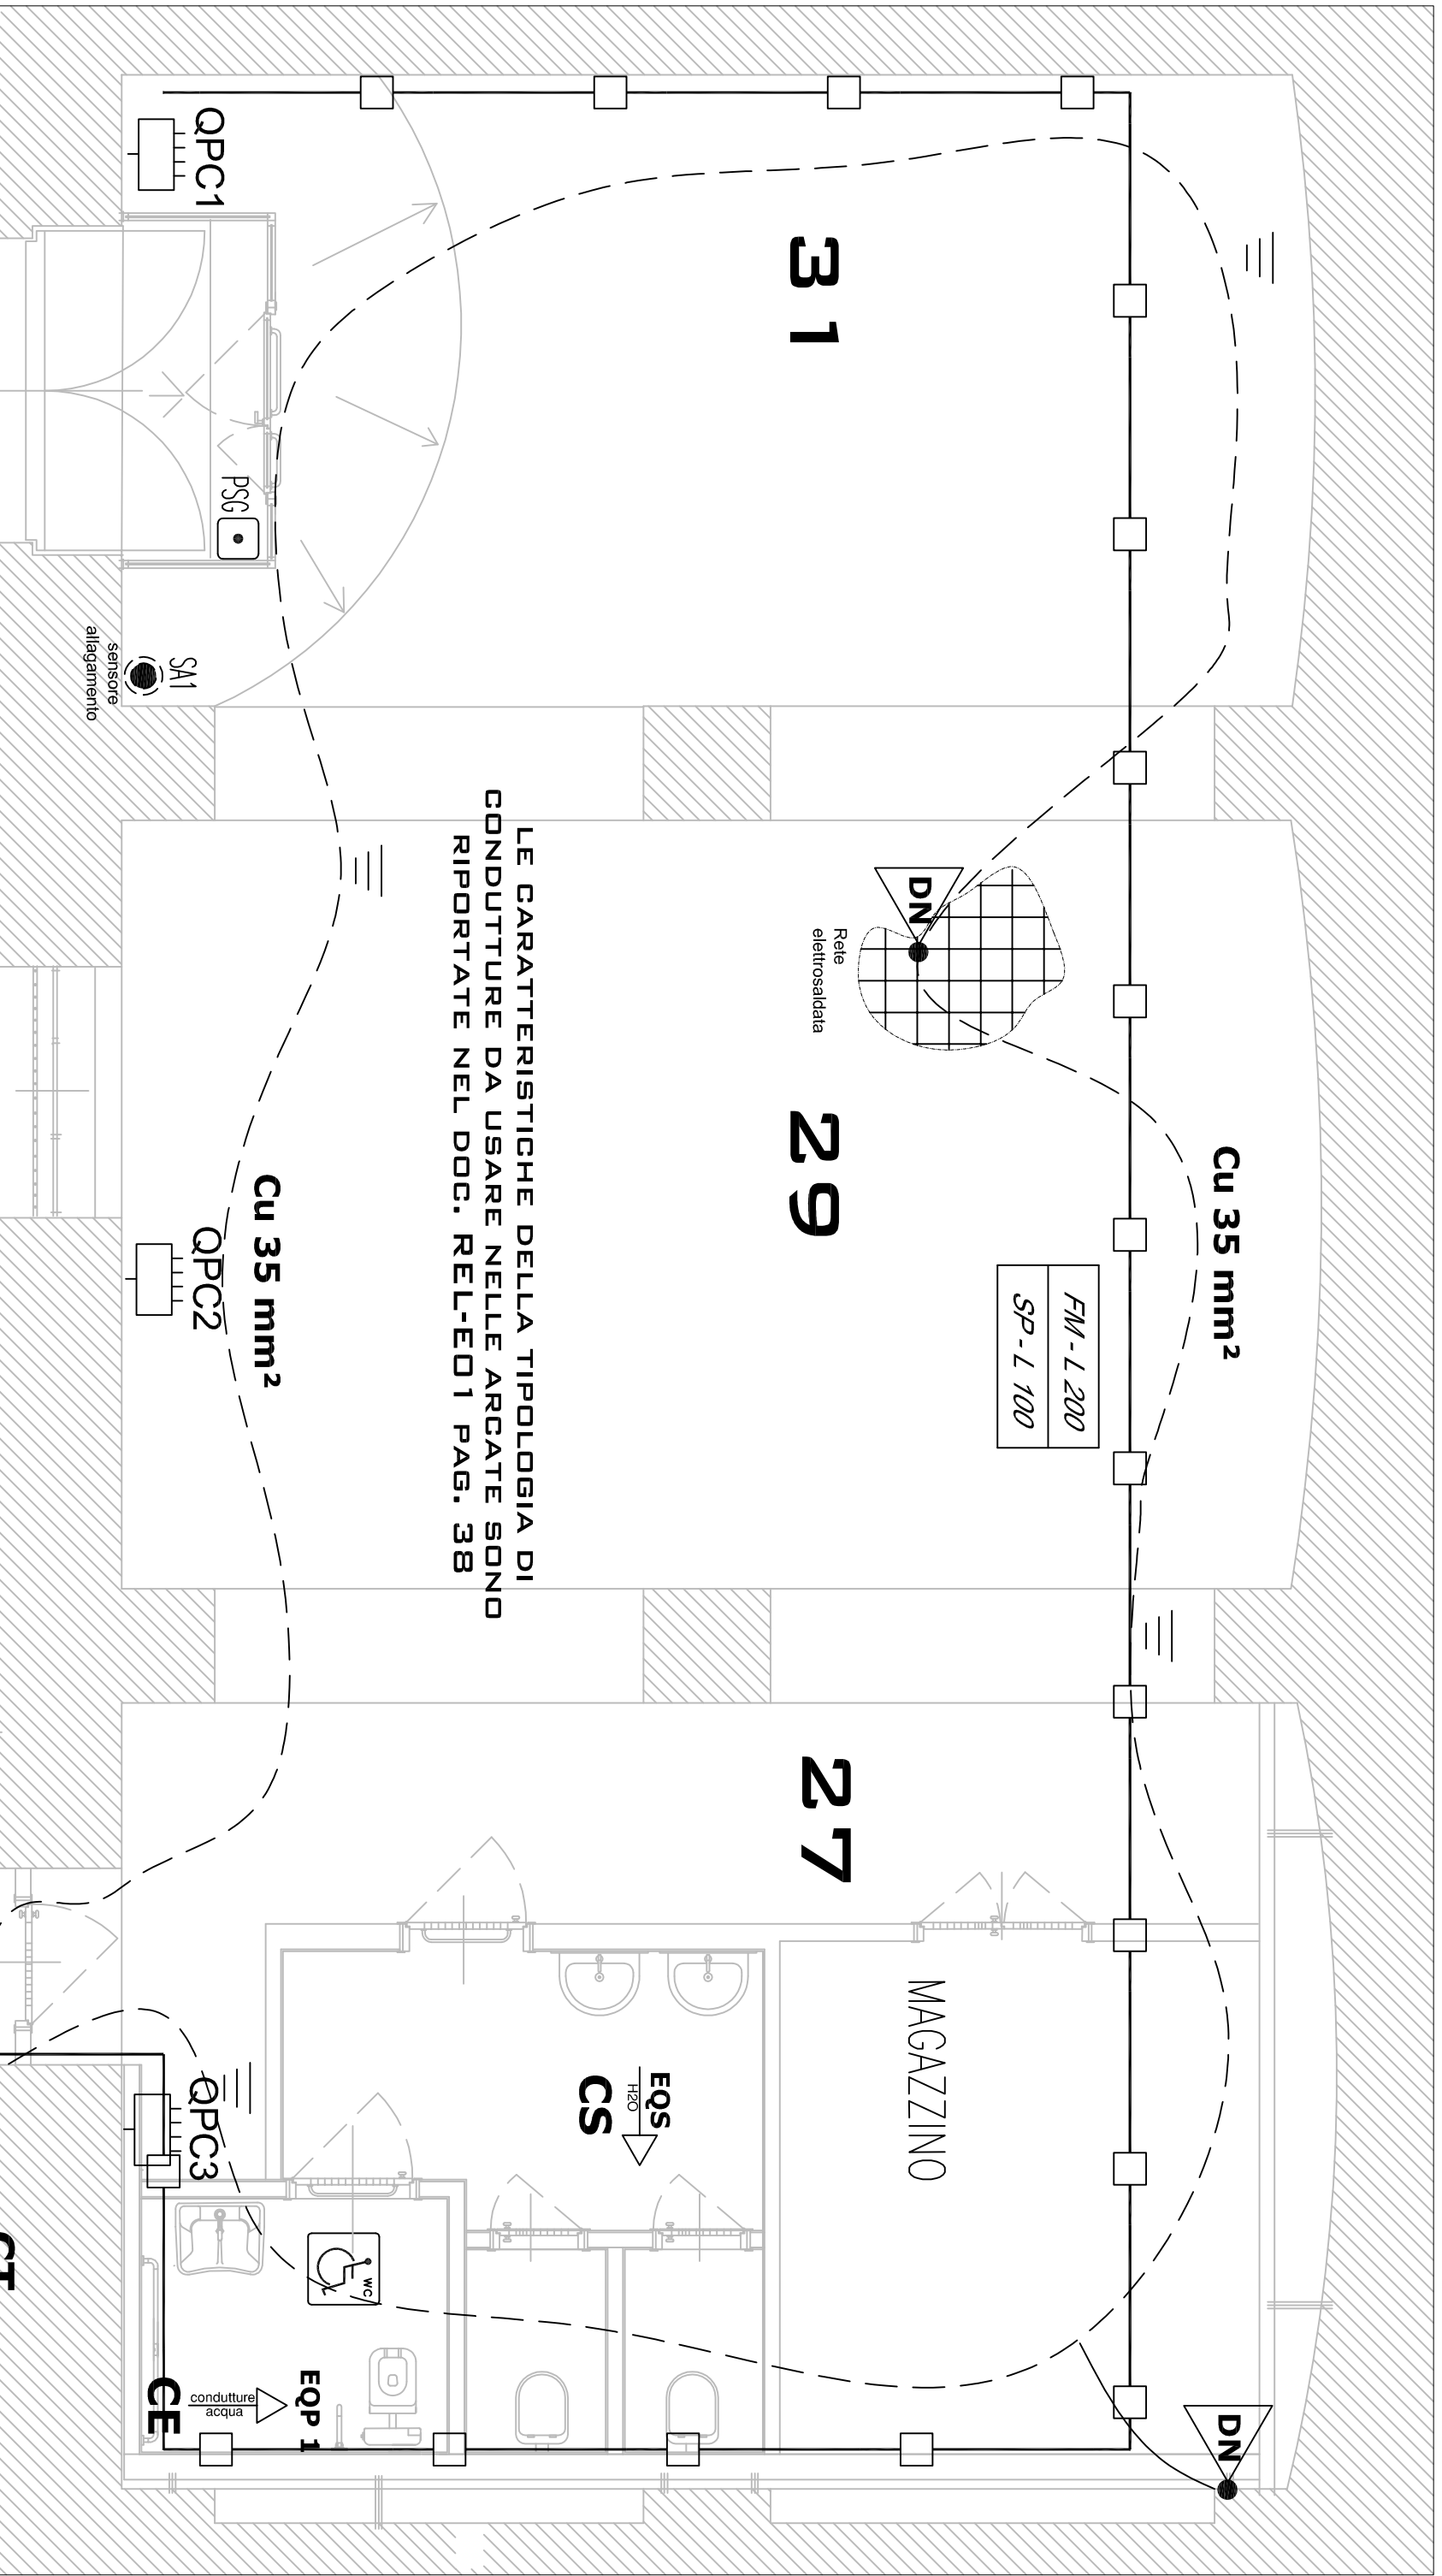 QPC1
31
PSG
SA1
sensore
allagamento
LE CARATTERISTICHE DELLA TIPOLOGIA DI
CONDUTTURE DA USARE NELLE ARCATE SONO
RIPORTATE NEL DOC. REL-E01 PAG. 38
DN
Rete
elettrosaldata
29
Cu 35 mm²
Cu 35 mm²
QPC2
FM - L 200
SP - L 100
27
MAGAZZINO
EQS
H2O
CS
QPC3
WC
CT
EQP 1
condutture
acqua
CE
DN